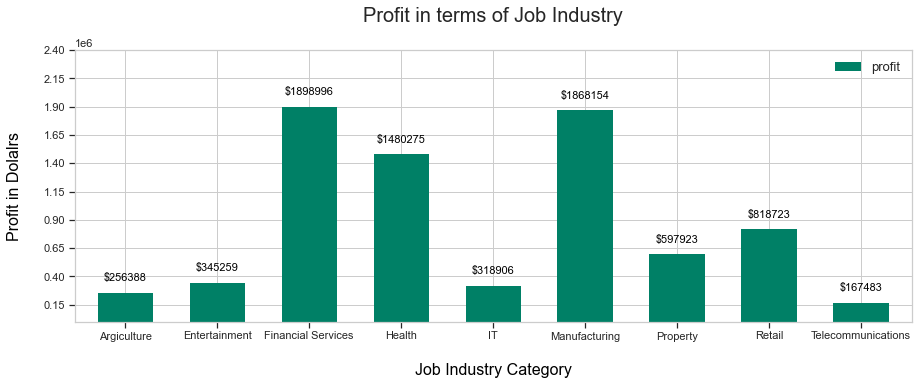 Profit in terms of Job Industry
1e6
2.40
2.15
1.90
1.65
1.40
1.15
0.90
0.65
0.40
0.15
Profit in Dolalrs
profit
$256388
$345259
$1898996
$1480275
$318906
$1868154
$597923
$818723
$167483
Argiculture
Entertainment
Financial Services
Health
IT
Manufacturing
Property
Retail
Telecommunications
Job Industry Category